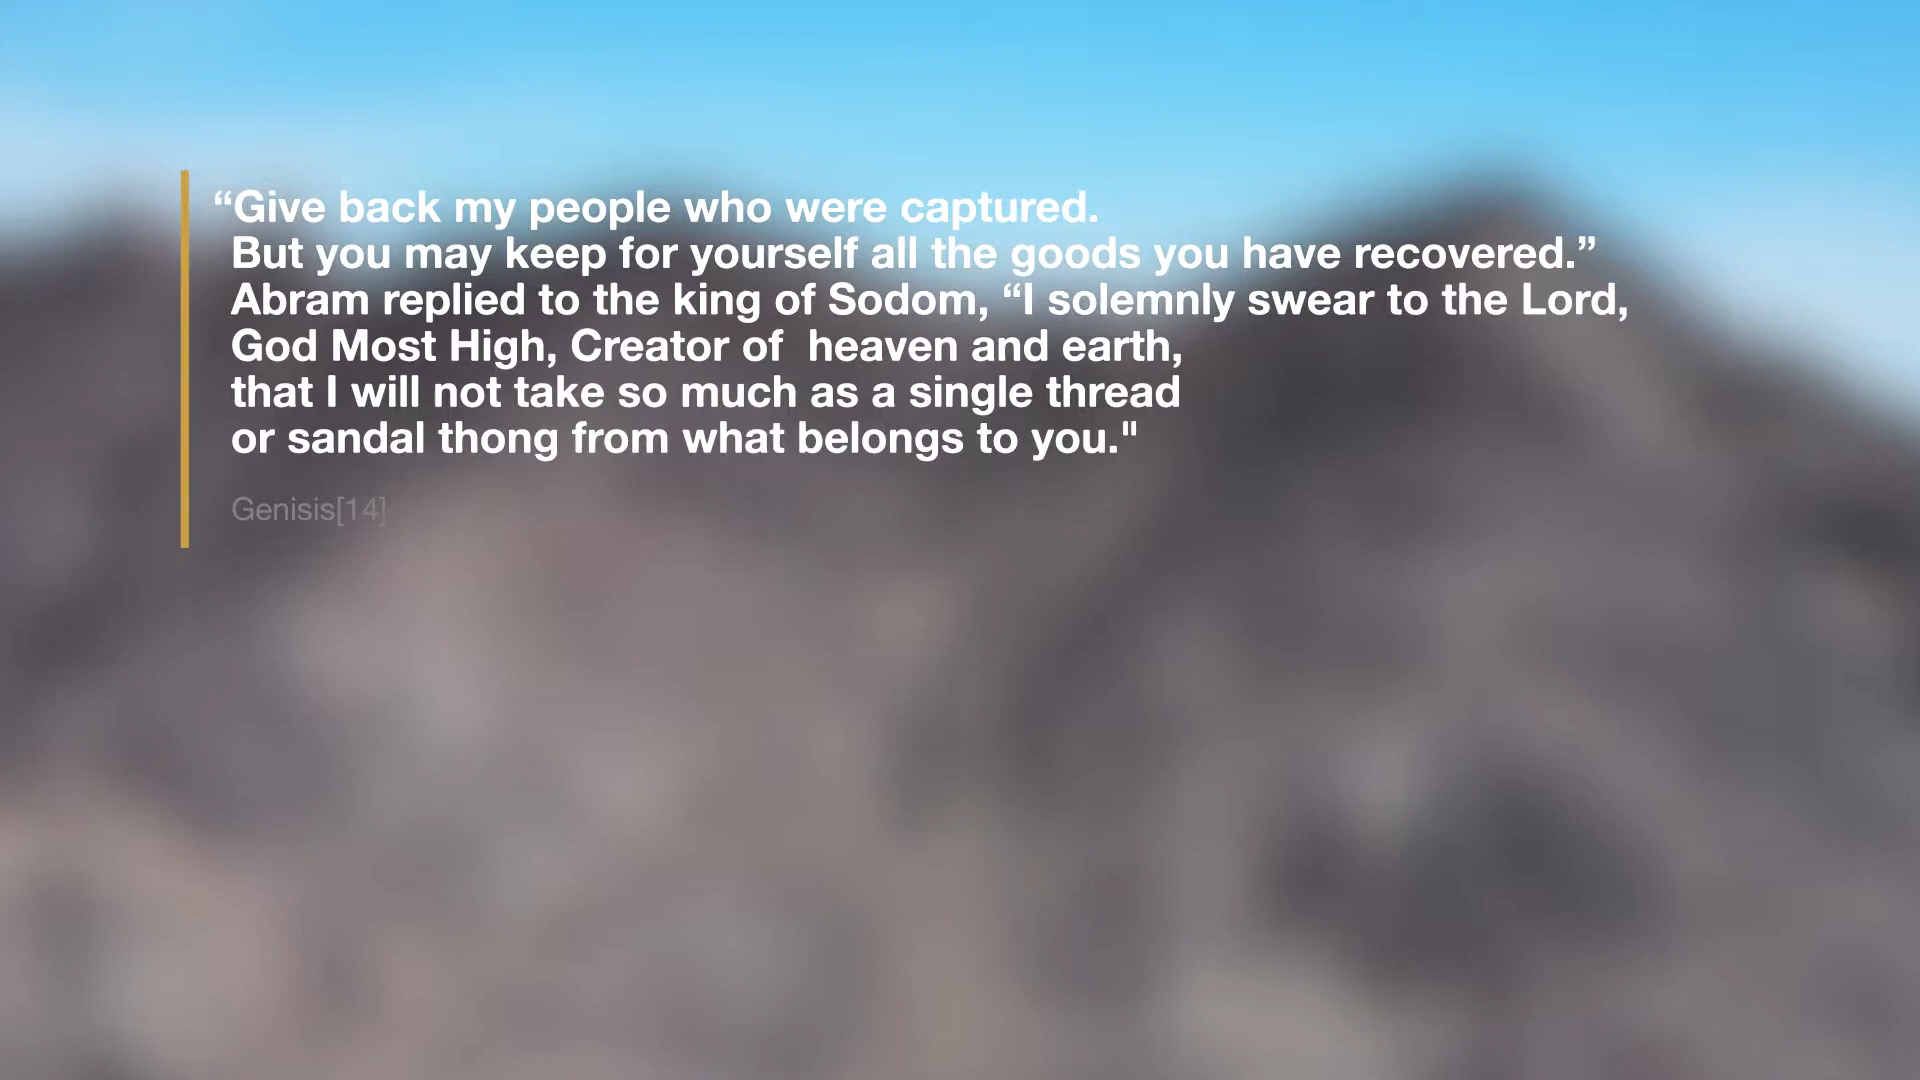 “Give back my people who were captured.
But you may keep for yourself all the goods you have recovered.”
Abram replied to the king of Sodom, “I solemnly swear to the Lord,
God Most High, Creator of  heaven and earth,
that I will not take so much as a single thread
or sandal thong from what belongs to you."
Genisis[14]